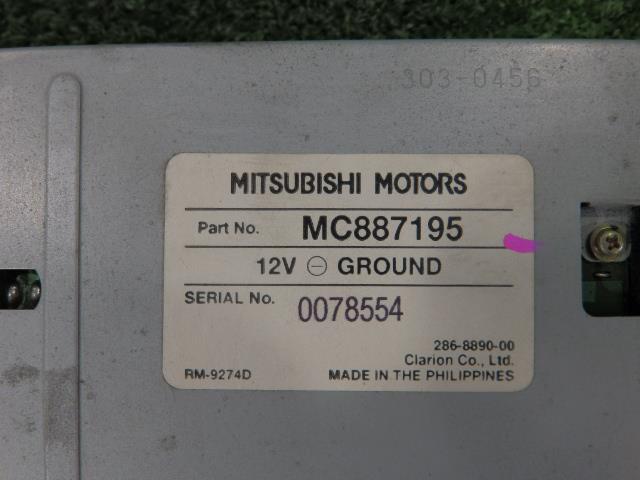 303-0456
MITSUBISHI MOTORS
Part No. MC887195
12V ⊖ GROUND
SERIAL No. 0078554
286-8890-00
Clarion Co., Ltd.
RM-9274D MADE IN THE PHILIPPINES